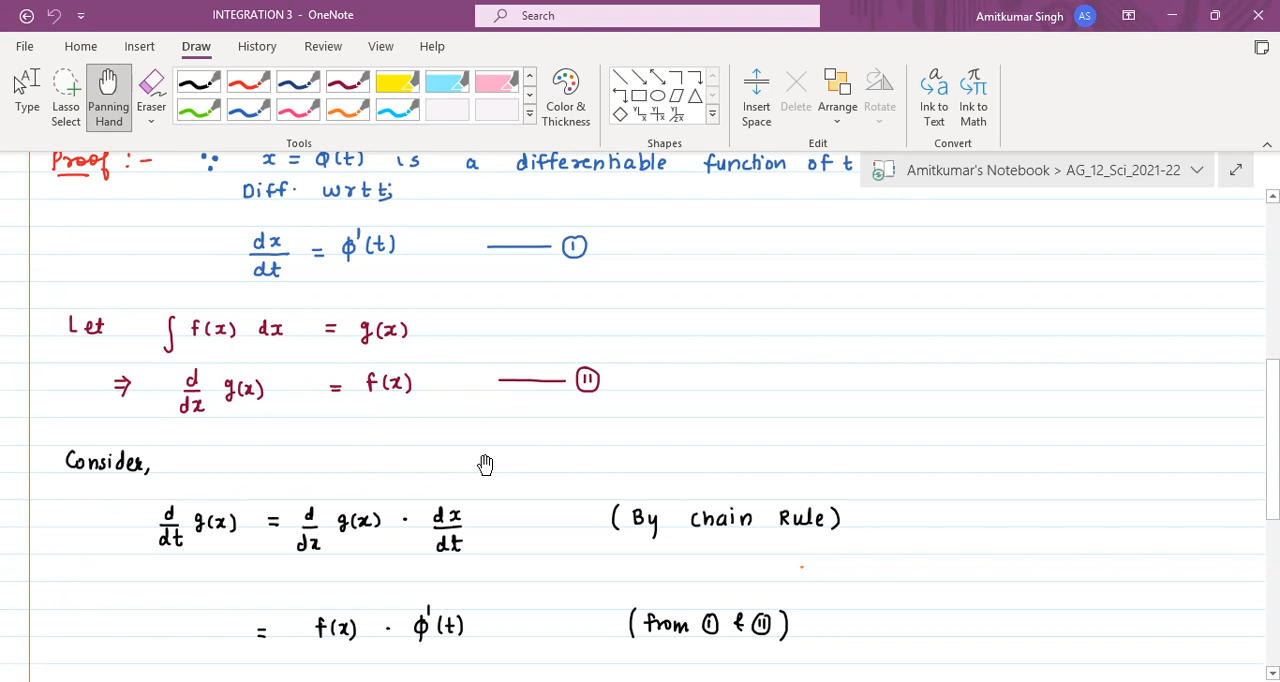 INTEGRATION 3 - OneNote
Search
Amitkumar Singh
AS
File Home Insert Draw History Review View Help
Type
Lasso Select
Panning Hand
Eraser
Color & Thickness
Insert Space
Delete
Arrange
Rotate
Ink to Text
Ink to Math
Tools Shapes Edit Convert
Amitkumar's Notebook > AG_12_Sci_2021-22
Proof :- ∵ x = φ(t) is a differentiable function of t
Diff. wrt t;
dx/dt = φ'(t) —— (I)
Let ∫ f(x) dx = g(x)
⇒ d/dx g(x) = f(x) —— (II)
Consider,
d/dt g(x) = d/dx g(x) · dx/dt (By Chain Rule)
= f(x) · φ'(t) (from (I) & (II))